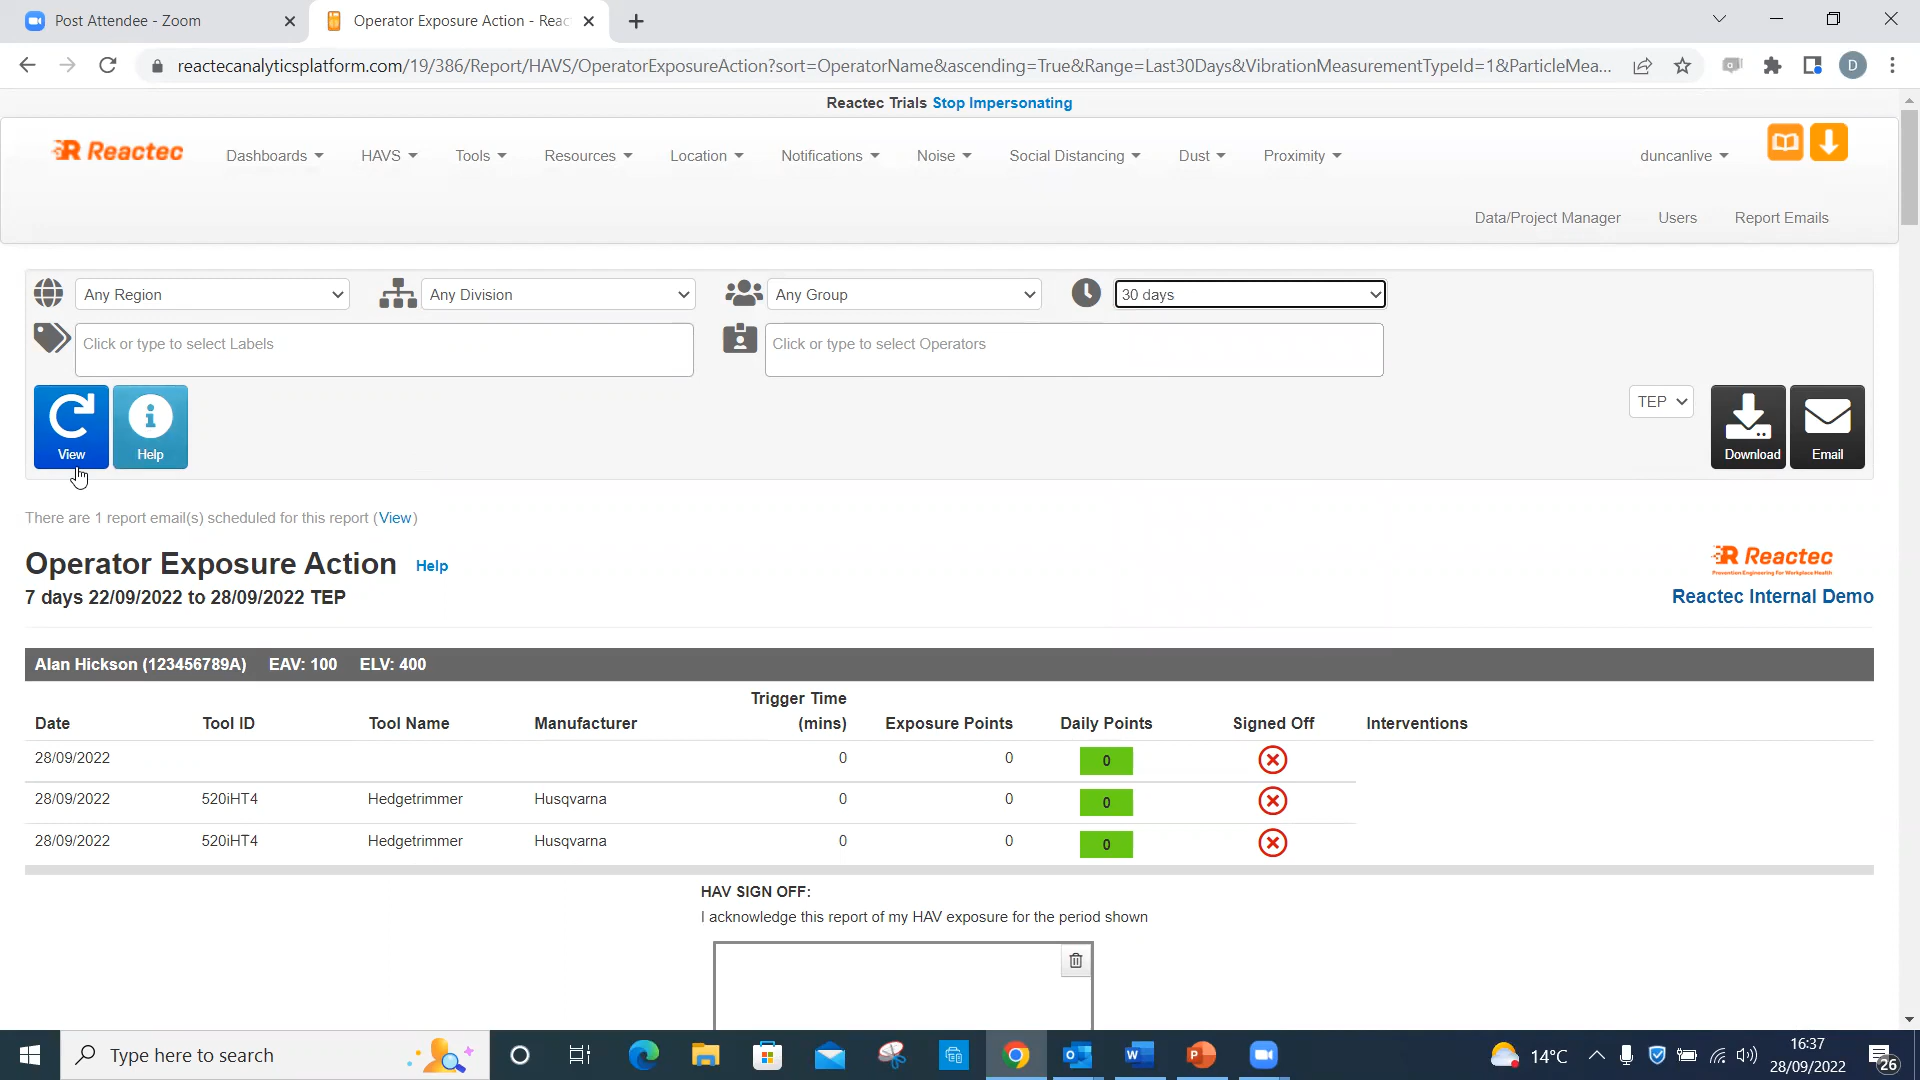 Post Attendee - Zoom
Operator Exposure Action - Reac
reactecanalyticsplatform.com/19/386/Report/HAVS/OperatorExposureAction?sort=OperatorName&ascending=True&Range=Last30Days&VibrationMeasurementTypeId=1&ParticleMea...
D
Reactec Trials Stop Impersonating
Reactec
Dashboards HAVS Tools Resources Location Notifications Noise Social Distancing Dust Proximity duncanlive
Data/Project Manager Users Report Emails
Any Region Any Division Any Group 30 days
Click or type to select Labels Click or type to select Operators
View Help TEP Download Email
There are 1 report email(s) scheduled for this report (View)
Operator Exposure Action Help
7 days 22/09/2022 to 28/09/2022 TEP
Reactec
Prevention Engineering For Workplace Health
Reactec Internal Demo
Alan Hickson (123456789A) EAV: 100 ELV: 400
Date Tool ID Tool Name Manufacturer Trigger Time (mins) Exposure Points Daily Points Signed Off Interventions
28/09/2022 0 0 0
28/09/2022 520iHT4 Hedgetrimmer Husqvarna 0 0 0
28/09/2022 520iHT4 Hedgetrimmer Husqvarna 0 0 0
HAV SIGN OFF:
I acknowledge this report of my HAV exposure for the period shown
Type here to search
14°C
16:37
28/09/2022
26